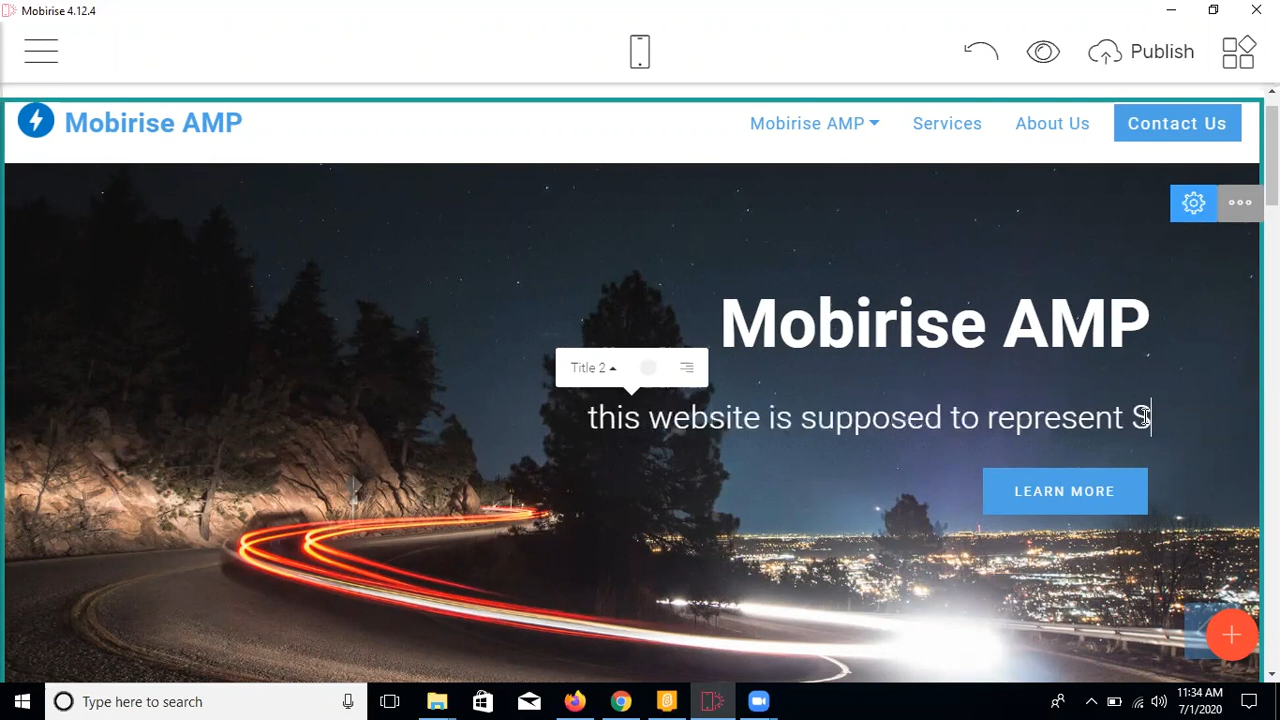 Mobirise 4.12.4
Publish
Mobirise AMP
Mobirise AMP Services About Us Contact Us
Mobirise AMP
Title 2
this website is supposed to represent S
LEARN MORE
Type here to search
11:34 AM
7/1/2020